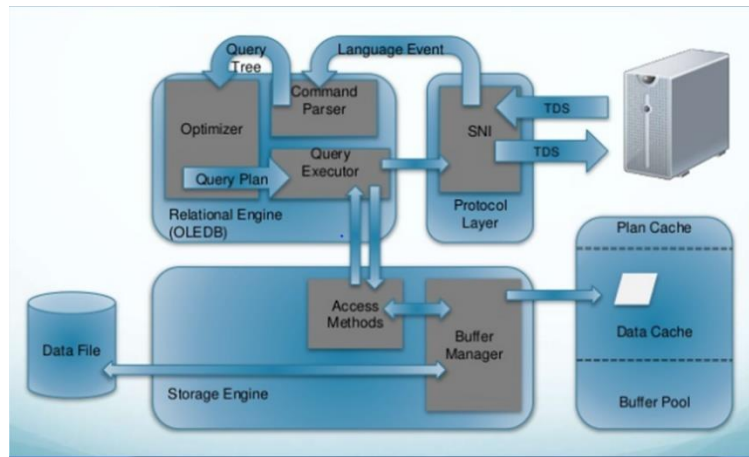 Query
Tree
Language Event
Command
Parser
Optimizer
SNI
TDS
TDS
Query
Executor
Query Plan
Relational Engine
(OLEDB)
Protocol
Layer
Plan Cache
Access
Methods
Buffer
Manager
Data Cache
Data File
Storage Engine
Buffer Pool